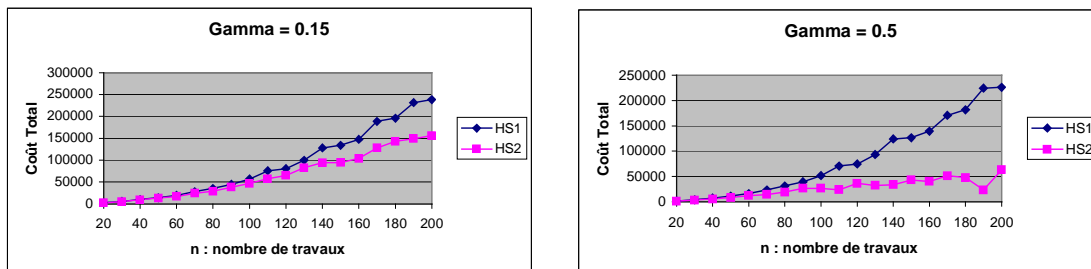 Gamma = 0.15
300000
250000
200000
150000
100000
50000
0
20 40 60 80 100 120 140 160 180 200
Coût Total
n : nombre de travaux
HS1
HS2
Gamma = 0.5
250000
200000
150000
100000
50000
0
20 40 60 80 100 120 140 160 180 200
Coût Total
n : nombre de travaux
HS1
HS2